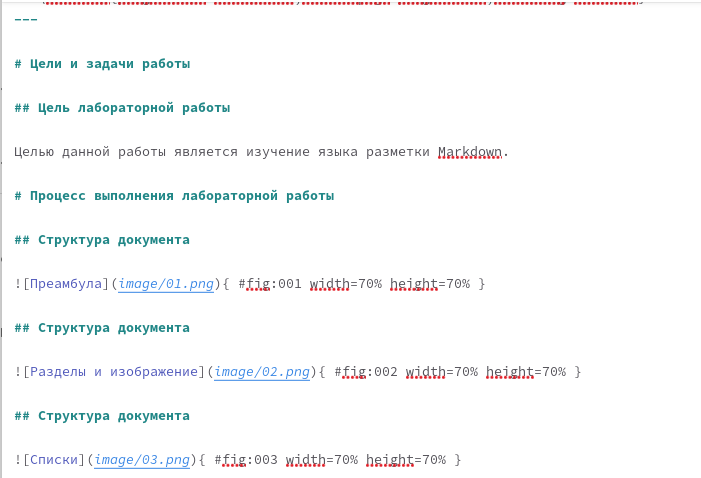 ---
# Цели и задачи работы
## Цель лабораторной работы
Целью данной работы является изучение языка разметки Markdown.
# Процесс выполнения лабораторной работы
## Структура документа
![Преамбула](image/01.png){ #fig:001 width=70% height=70% }
## Структура документа
![Разделы и изображение](image/02.png){ #fig:002 width=70% height=70% }
## Структура документа
![Списки](image/03.png){ #fig:003 width=70% height=70% }